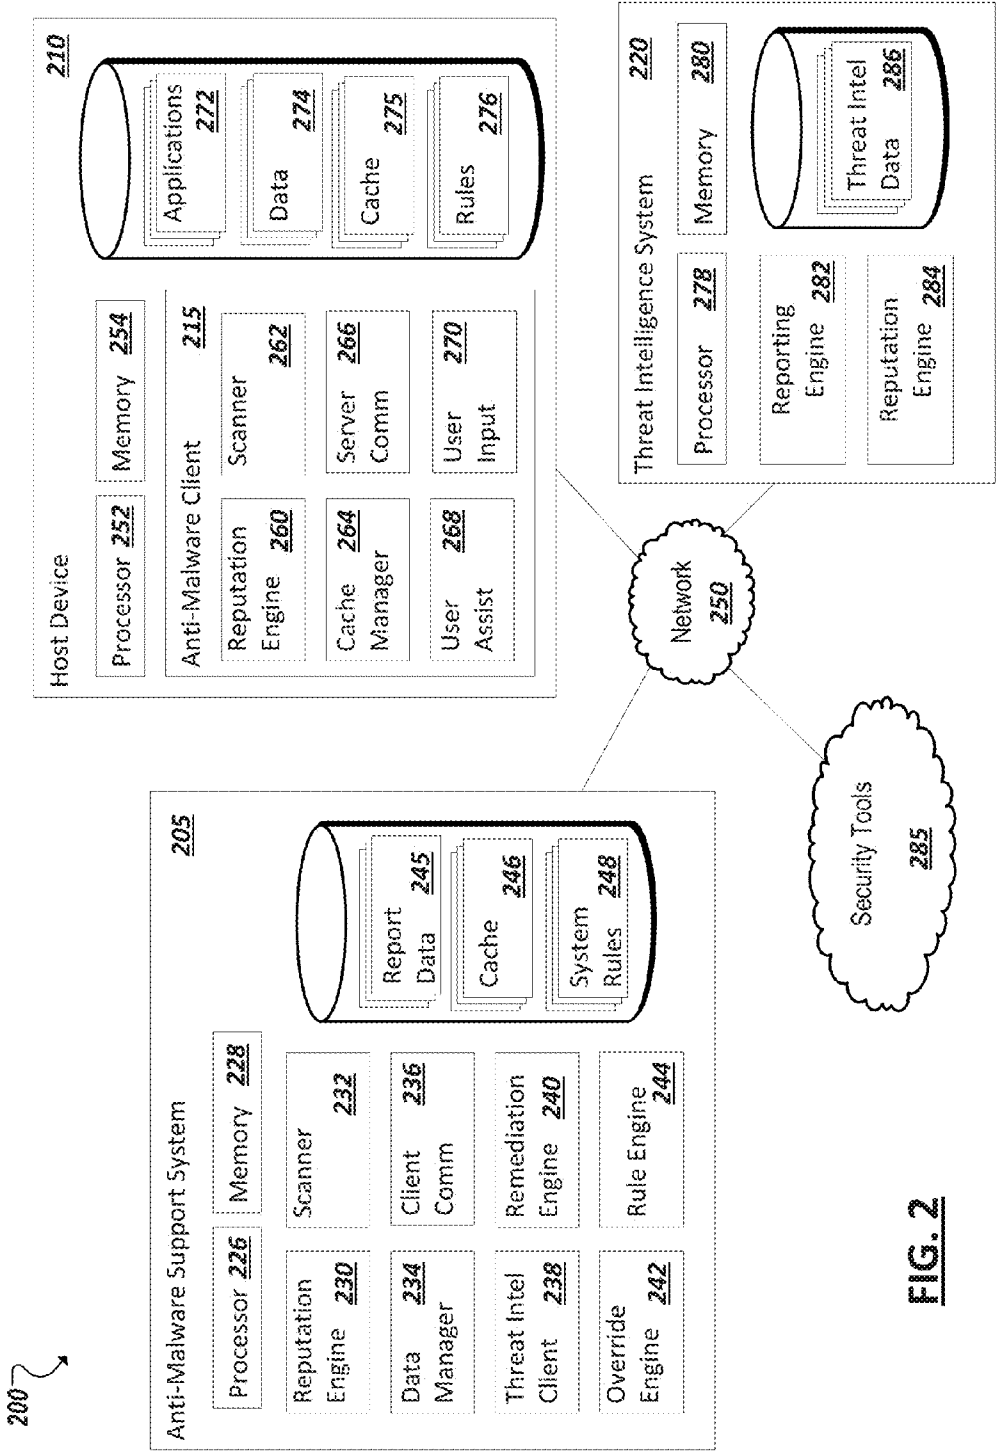 200
Anti-Malware Support System
205
Processor 226
Memory 228
Reputation
Engine 230
Scanner
232
Data 234
Manager
Client 236
Comm
Threat Intel
Client 238
Remediation
Engine 240
Override
Engine 242
Rule Engine
244
Report
Data 245
Cache
246
System
Rules 248
Host Device
210
Processor 252
Memory 254
Anti-Malware Client
215
Reputation
Engine 260
Scanner
262
Cache 264
Manager
Server 266
Comm
User 268
Assist
User 270
Input
Applications
272
Data
274
Cache
275
Rules
276
Network
250
Security Tools
285
Threat Intelligence System
220
Processor 278
Memory 280
Reporting
Engine 282
Reputation
Engine 284
Threat Intel
Data 286
FIG. 2